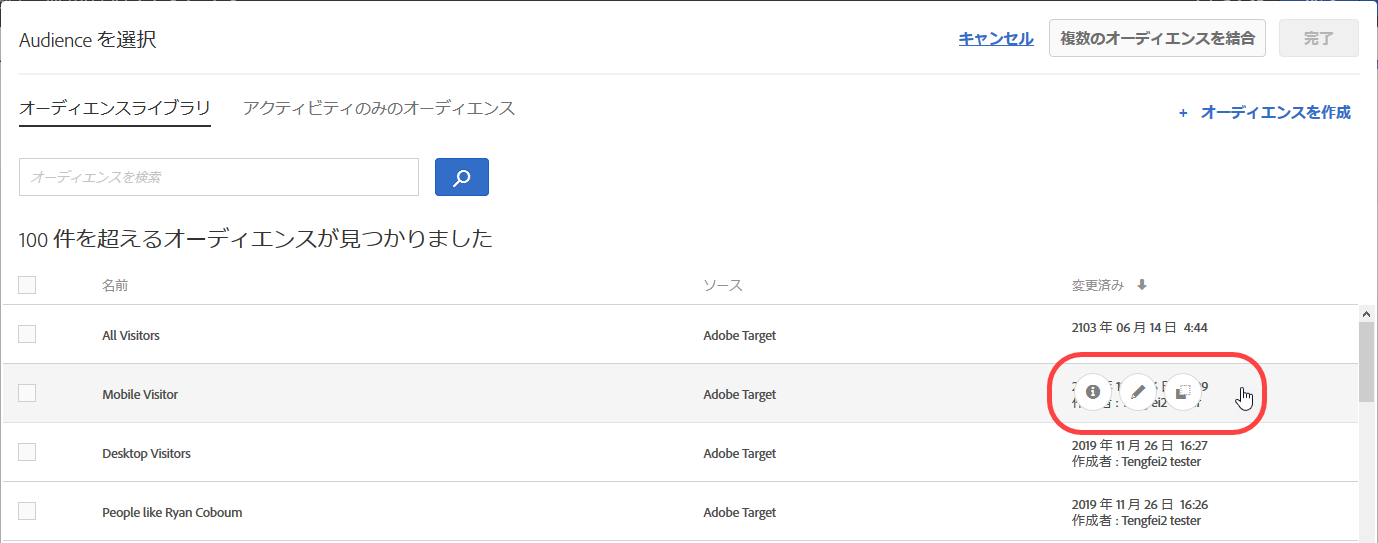 Audience を選択
キャンセル
複数のオーディエンスを結合
完了
オーディエンスライブラリ
アクティビティのみのオーディエンス
+ オーディエンスを作成
オーディエンスを検索
100 件を超えるオーディエンスが見つかりました
名前
ソース
変更済み
All Visitors
Adobe Target
2103 年 06 月 14 日 4:44
Mobile Visitor
Adobe Target
Desktop Visitors
Adobe Target
2019 年 11 月 26 日 16:27
作成者 : Tengfei2 tester
People like Ryan Coboum
Adobe Target
2019 年 11 月 26 日 16:26
作成者 : Tengfei2 tester